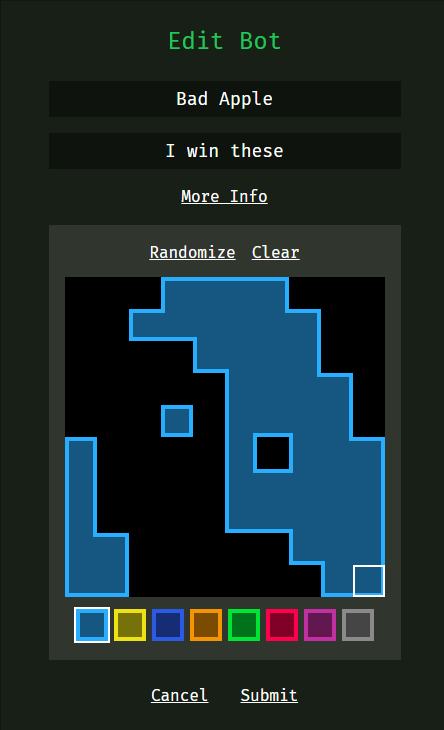 Edit Bot
Bad Apple
I win these
More Info
Randomize Clear
Cancel Submit